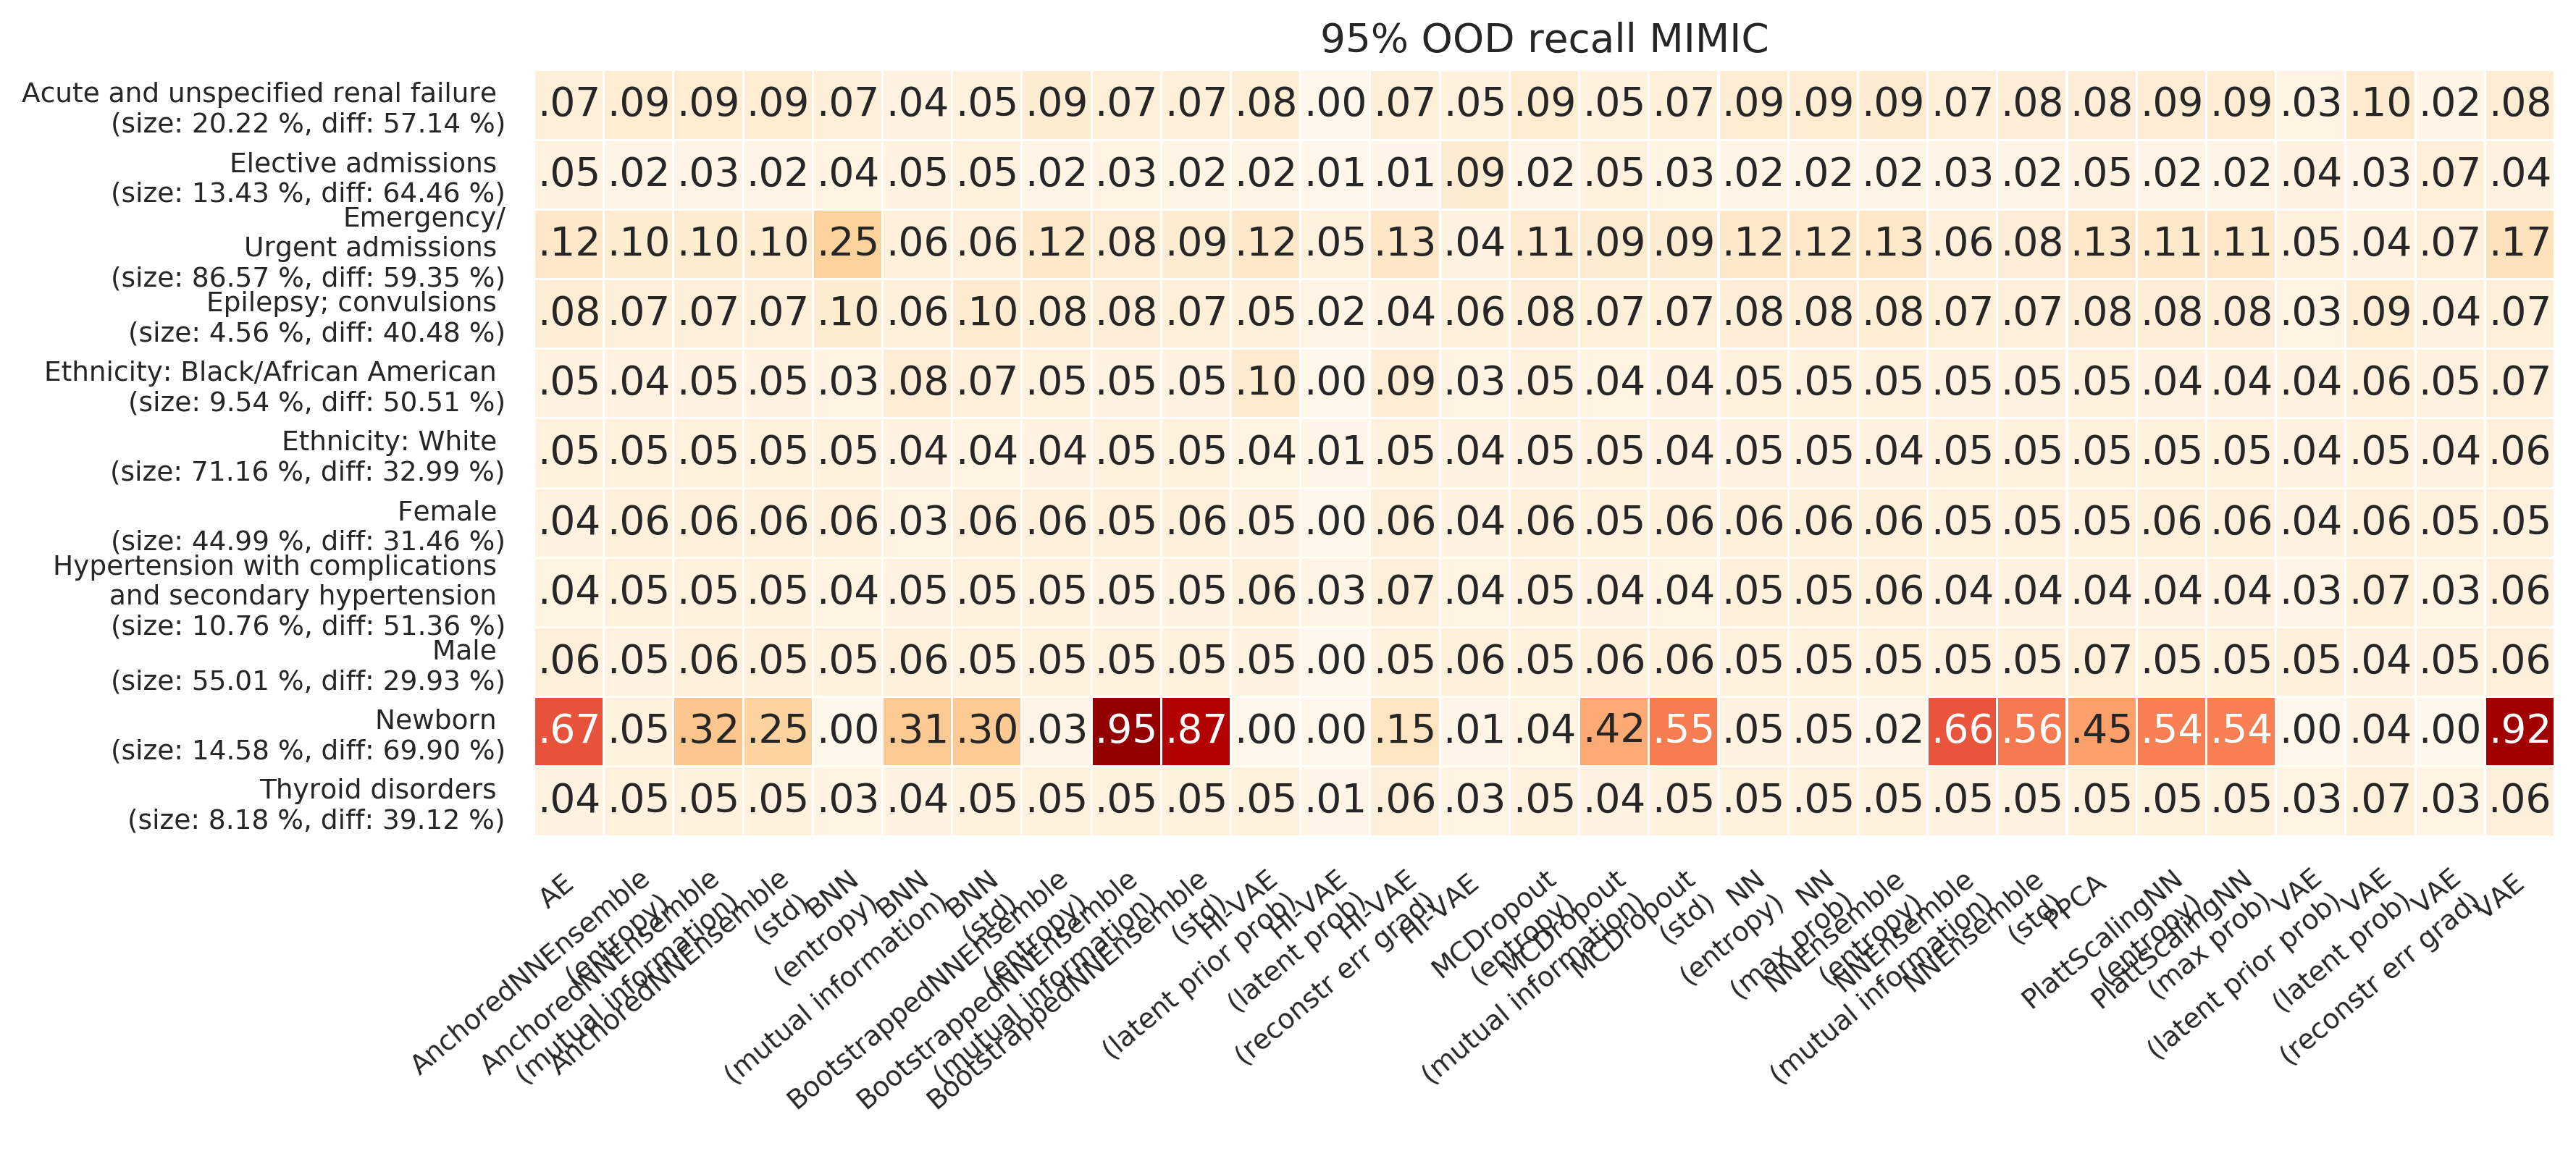 95% OOD recall MIMIC
Acute and unspecified renal failure
(size: 20.22 %, diff: 57.14 %)
.07 .09 .09 .09 .07 .04 .05 .09 .07 .07 .08 .00 .07 .05 .09 .05 .07 .09 .09 .09 .07 .08 .08 .09 .09 .03 .10 .02 .08
Elective admissions
(size: 13.43 %, diff: 64.46 %)
.05 .02 .03 .02 .04 .05 .05 .02 .03 .02 .02 .01 .01 .09 .02 .05 .03 .02 .02 .02 .03 .02 .05 .02 .02 .04 .03 .07 .04
Emergency/
Urgent admissions
(size: 86.57 %, diff: 59.35 %)
.12 .10 .10 .10 .25 .06 .06 .12 .08 .09 .12 .05 .13 .04 .11 .09 .09 .12 .12 .13 .06 .08 .13 .11 .11 .05 .04 .07 .17
Epilepsy; convulsions
(size: 4.56 %, diff: 40.48 %)
.08 .07 .07 .07 .10 .06 .10 .08 .08 .07 .05 .02 .04 .06 .08 .07 .07 .08 .08 .08 .07 .07 .08 .08 .08 .03 .09 .04 .07
Ethnicity: Black/African American
(size: 9.54 %, diff: 50.51 %)
.05 .04 .05 .05 .03 .08 .07 .05 .05 .05 .10 .00 .09 .03 .05 .04 .04 .05 .05 .05 .05 .05 .05 .04 .04 .04 .06 .05 .07
Ethnicity: White
(size: 71.16 %, diff: 32.99 %)
.05 .05 .05 .05 .05 .04 .04 .04 .05 .05 .04 .01 .05 .04 .05 .05 .04 .05 .05 .04 .05 .05 .05 .05 .05 .04 .05 .04 .06
Female
(size: 44.99 %, diff: 31.46 %)
.04 .06 .06 .06 .06 .03 .06 .06 .05 .06 .05 .00 .06 .04 .06 .05 .06 .06 .06 .06 .05 .05 .05 .06 .06 .04 .06 .05 .05
Hypertension with complications
and secondary hypertension
(size: 10.76 %, diff: 51.36 %)
.04 .05 .05 .05 .04 .05 .05 .05 .05 .05 .06 .03 .07 .04 .05 .04 .04 .05 .05 .06 .04 .04 .04 .04 .04 .03 .07 .03 .06
Male
(size: 55.01 %, diff: 29.93 %)
.06 .05 .06 .05 .05 .06 .05 .05 .05 .05 .05 .00 .05 .06 .05 .06 .06 .05 .05 .05 .05 .05 .07 .05 .05 .05 .04 .05 .06
Newborn
(size: 14.58 %, diff: 69.90 %)
.67 .05 .32 .25 .00 .31 .30 .03 .95 .87 .00 .00 .15 .01 .04 .42 .55 .05 .05 .02 .66 .56 .45 .54 .54 .00 .04 .00 .92
Thyroid disorders
(size: 8.18 %, diff: 39.12 %)
.04 .05 .05 .05 .03 .04 .05 .05 .05 .05 .05 .01 .06 .03 .05 .04 .05 .05 .05 .05 .05 .05 .05 .05 .05 .03 .07 .03 .06
AE
AnchoredNNEnsemble
(entropy)
AnchoredNNEnsemble
(mutual information)
AnchoredNNEnsemble
(std)
BNN
(entropy)
BNN
(mutual information)
BNN
(std)
BootstrappedNNEnsemble
(entropy)
BootstrappedNNEnsemble
(mutual information)
BootstrappedNNEnsemble
(std)
HI-VAE
(latent prior prob)
HI-VAE
(latent prob)
HI-VAE
(reconstr err grad)
HI-VAE
MCDropout
(entropy)
MCDropout
(mutual information)
MCDropout
(std)
NN
(entropy)
NN
(max prob)
NNEnsemble
(entropy)
NNEnsemble
(mutual information)
NNEnsemble
(std)
PPCA
PlattScalingNN
(entropy)
PlattScalingNN
(max prob)
VAE
(latent prior prob)
VAE
(latent prob)
VAE
(reconstr err grad)
VAE